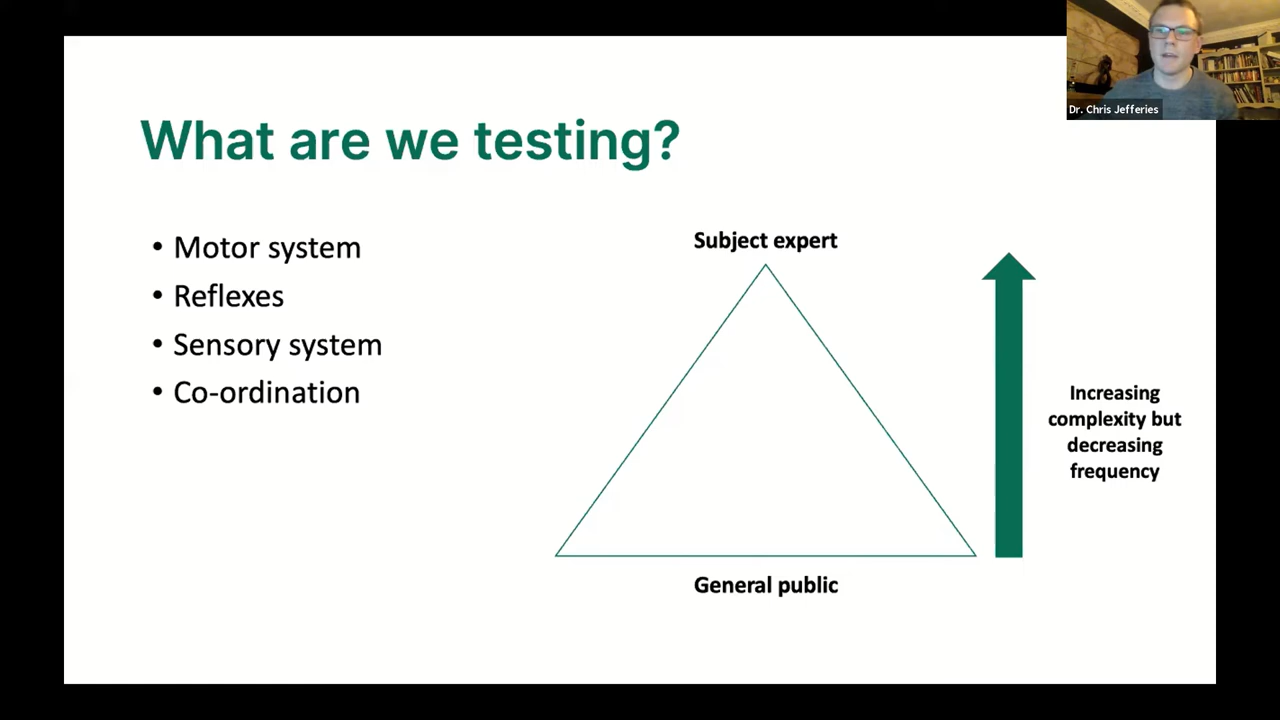 Dr. Chris Jefferies
What are we testing?
• Motor system
• Reflexes
• Sensory system
• Co-ordination
Subject expert
General public
Increasing
complexity but
decreasing
frequency